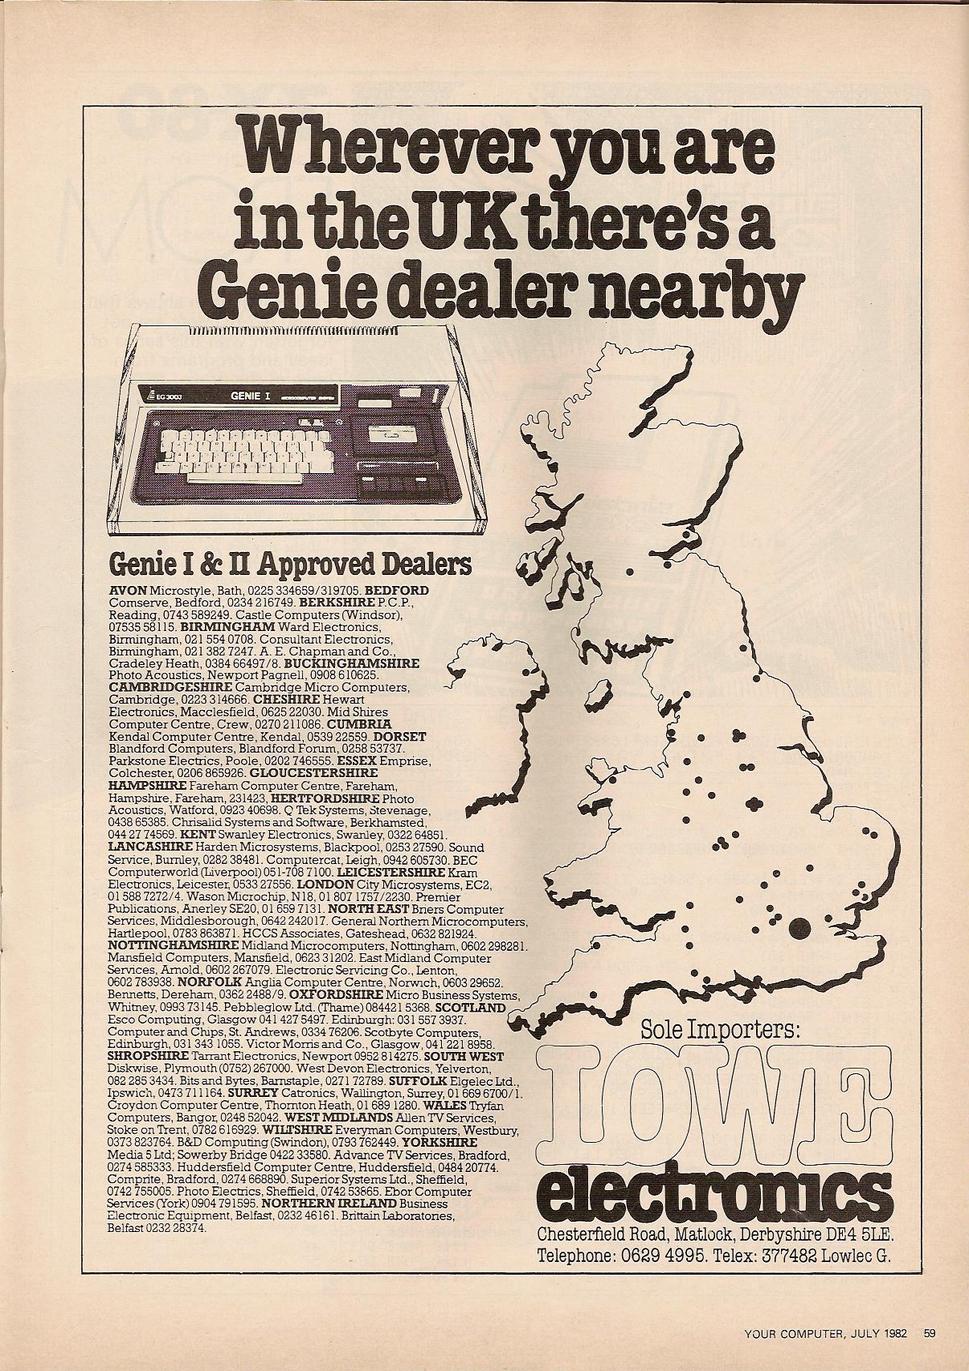 Wherever you are
in the UK there's a
Genie dealer nearby
EG 3003 GENIE I MICROCOMPUTER SYSTEM
Genie I & II Approved Dealers
AVON Microstyle, Bath, 0225 334659/319705. BEDFORD
Comserve, Bedford, 0234 216749. BERKSHIRE P.C.P.,
Reading, 0743 589249. Castle Computers (Windsor),
07535 58115. BIRMINGHAM Ward Electronics,
Birmingham, 021 554 0708. Consultant Electronics,
Birmingham, 021 382 7247. A. E. Chapman and Co.,
Cradeley Heath, 0384 66497/8. BUCKINGHAMSHIRE
Photo Acoustics, Newport Pagnell, 0908 610625.
CAMBRIDGESHIRE Cambridge Micro Computers,
Cambridge, 0223 314666. CHESHIRE Hewart
Electronics, Macclesfield, 0625 22030. Mid Shires
Computer Centre, Crew, 0270 211086. CUMBRIA
Kendal Computer Centre, Kendal, 0539 22559. DORSET
Blandford Computers, Blandford Forum, 0258 53737.
Parkstone Electrics, Poole, 0202 746555. ESSEX Emprise,
Colchester, 0206 865926. GLOUCESTERSHIRE
HAMPSHIRE Fareham Computer Centre, Fareham,
Hampshire, Fareham, 231423, HERTFORDSHIRE Photo
Acoustics, Watford, 0923 40698. Q Tek Systems, Stevenage,
0438 65385. Chrisalid Systems and Software, Berkhamsted,
044 27 74569. KENT Swanley Electronics, Swanley, 0322 64851.
LANCASHIRE Harden Microsystems, Blackpool, 0253 27590. Sound
Service, Burnley, 0282 38481. Computercat, Leigh, 0942 605730. BEC
Computerworld (Liverpool) 051-708 7100. LEICESTERSHIRE Kram
Electronics, Leicester, 0533 27556. LONDON City Microsystems, EC2,
01 588 7272/4. Wason Microchip, N18, 01 807 1757/2230. Premier
Publications, Anerley SE20, 01 659 7131. NORTH EAST Briers Computer
Services, Middlesborough, 0642 242017. General Northern Microcomputers,
Hartlepool, 0783 863871. HCCS Associates, Gateshead, 0632 821924.
NOTTINGHAMSHIRE Midland Microcomputers, Nottingham, 0602 298281.
Mansfield Computers, Mansfield, 0623 31202. East Midland Computer
Services, Arnold, 0602 267079. Electronic Servicing Co., Lenton,
0602 783938. NORFOLK Anglia Computer Centre, Norwich, 0603 29652.
Bennetts, Dereham, 0362 2488/9. OXFORDSHIRE Micro Business Systems,
Whitney, 0993 73145. Pebbleglow Ltd. (Thame) 084421 5368. SCOTLAND
Esco Computing, Glasgow 041 427 5497. Edinburgh: 031 557 3937.
Computer and Chips, St. Andrews, 0334 76206. Scotbyte Computers,
Edinburgh, 031 343 1055. Victor Morris and Co., Glasgow, 041 221 8958.
SHROPSHIRE Tarrant Electronics, Newport 0952 814275. SOUTH WEST
Diskwise, Plymouth (0752) 267000. West Devon Electronics, Yelverton,
082 285 3434. Bits and Bytes, Barnstaple, 0271 72789. SUFFOLK Elgelec Ltd.,
Ipswich, 0473 711164. SURREY Catronics, Wallington, Surrey, 01 669 6700/1.
Croydon Computer Centre, Thornton Heath, 01 689 1280. WALES Tryfan
Computers, Bangor, 0248 52042. WEST MIDLANDS Allen TV Services,
Stoke on Trent, 0782 616929. WILTSHIRE Everyman Computers, Westbury,
0373 823764. B&D Computing (Swindon), 0793 762449. YORKSHIRE
Media 5 Ltd; Sowerby Bridge 0422 33580. Advance TV Services, Bradford,
0274 585333. Huddersfield Computer Centre, Huddersfield, 0484 20774.
Comprite, Bradford, 0274 668890. Superior Systems Ltd., Sheffield,
0742 755005. Photo Electrics, Sheffield, 0742 53865. Ebor Computer
Services (York) 0904 791595. NORTHERN IRELAND Business
Electronic Equipment, Belfast, 0232 46161. Brittain Laboratories,
Belfast 0232 28374.
Sole Importers:
LOWE
electronics
Chesterfield Road, Matlock, Derbyshire DE4 5LE.
Telephone: 0629 4995. Telex: 377482 Lowlec G.
YOUR COMPUTER, JULY 1982 59